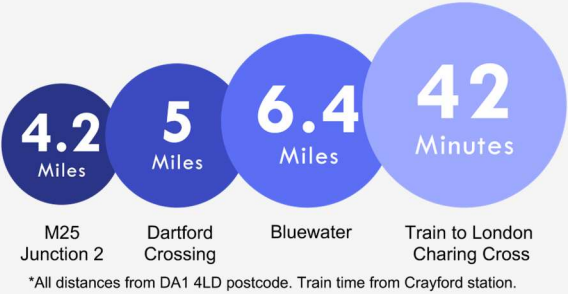 4.2
Miles
5
Miles
6.4
Miles
42
Minutes
M25
Junction 2
Dartford
Crossing
Bluewater
Train to London
Charing Cross
*All distances from DA1 4LD postcode. Train time from Crayford station.